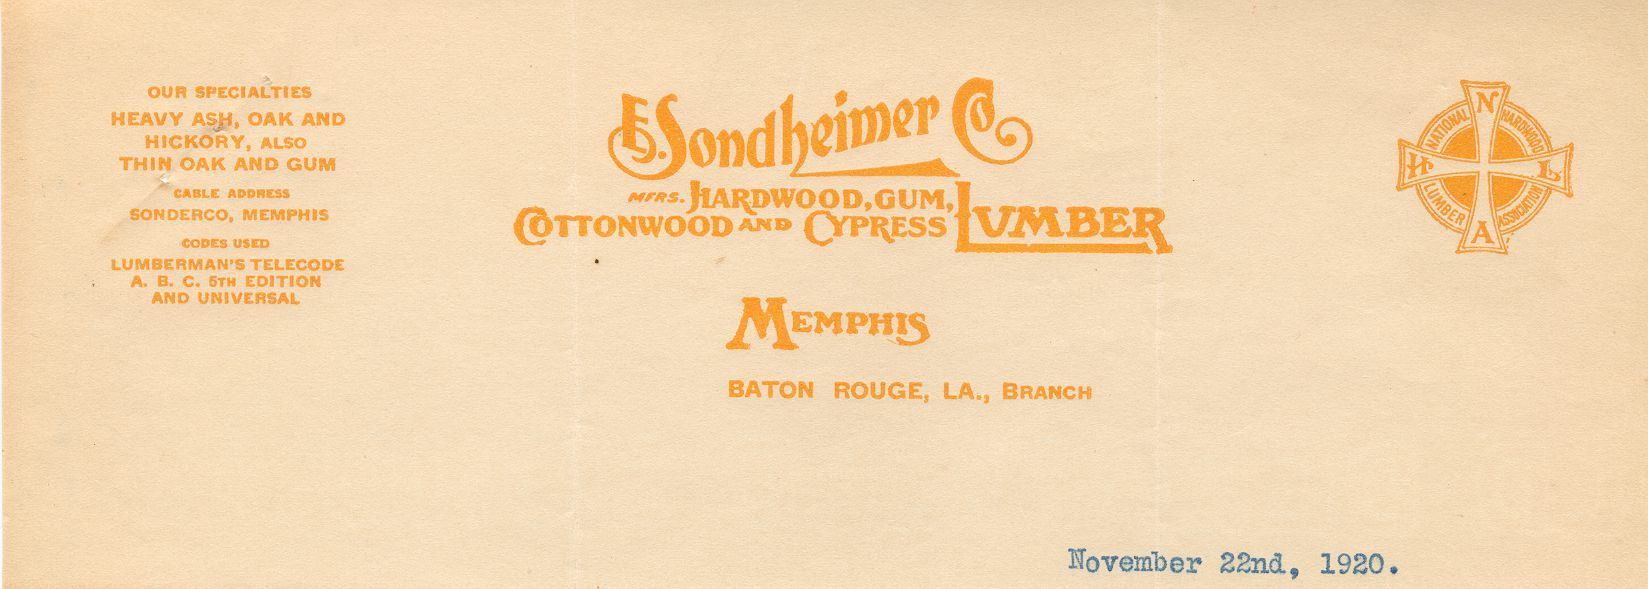 OUR SPECIALTIES
HEAVY ASH, OAK AND
HICKORY, ALSO
THIN OAK AND GUM
CABLE ADDRESS
SONDERCO, MEMPHIS
CODES USED
LUMBERMAN'S TELECODE
A. B. C. 5TH EDITION
AND UNIVERSAL
E. Sondheimer Co.
MFRS. HARDWOOD, GUM,
COTTONWOOD AND CYPRESS LUMBER
MEMPHIS
BATON ROUGE, LA., BRANCH
N
NATIONAL HARDWOOD
H L
LUMBER ASSOCIATION
A
November 22nd, 1920.